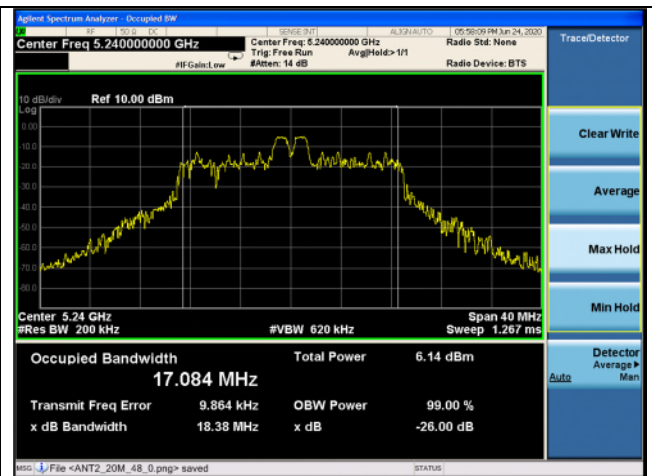 Agilent Spectrum Analyzer - Occupied BW
RF 50 Ω DC SENSE:INT ALIGN AUTO 05:58:09 PM Jun 24, 2020
Center Freq 5.240000000 GHz Center Freq: 5.240000000 GHz Radio Std: None Trace/Detector
Trig: Free Run Avg|Hold:>1/1
#IFGain:Low #Atten: 14 dB Radio Device: BTS
10 dB/div Ref 10.00 dBm
Log
0.00
-10.0
-20.0
-30.0
-40.0
-50.0
-60.0
-70.0
-80.0
Clear Write
Average
Max Hold
Min Hold
Center 5.24 GHz Span 40 MHz
#Res BW 200 kHz #VBW 620 kHz Sweep 1.267 ms
Occupied Bandwidth Total Power 6.14 dBm
17.084 MHz
Transmit Freq Error 9.864 kHz OBW Power 99.00 %
x dB Bandwidth 18.38 MHz x dB -26.00 dB
Detector
Average
Auto Man
MSG File <ANT2_20M_48_0.png> saved STATUS